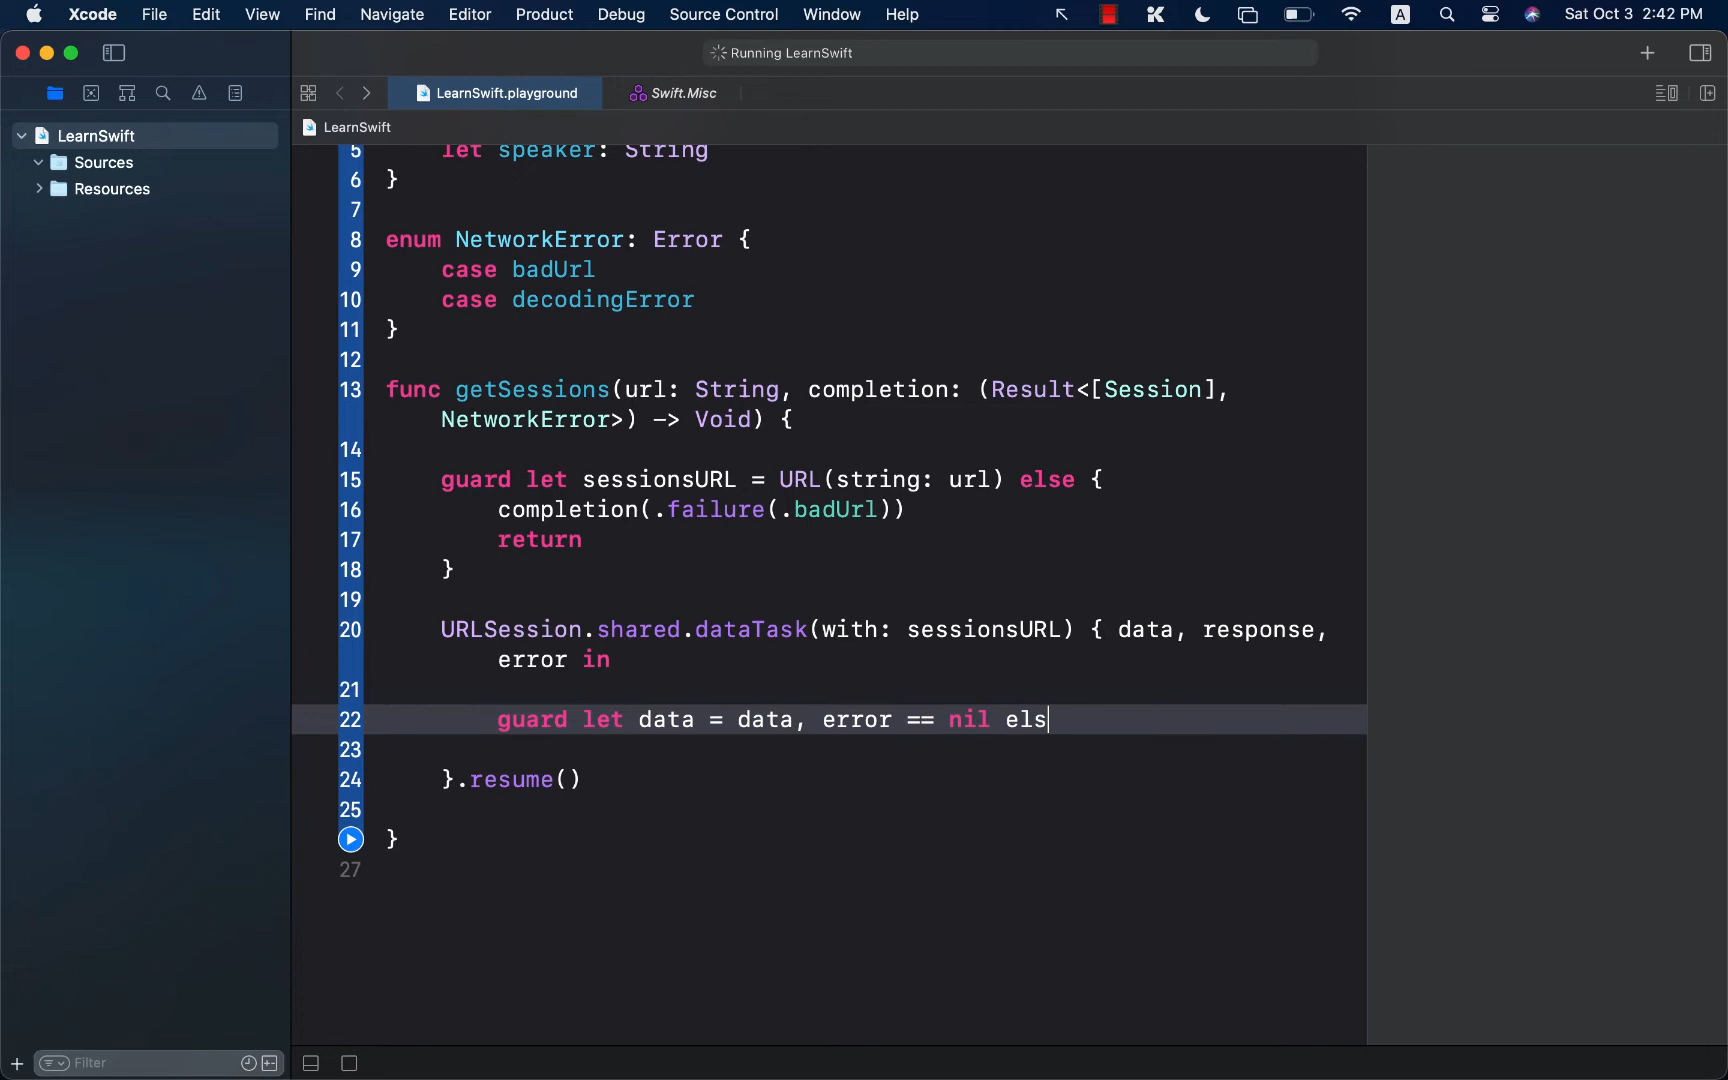 Xcode File Edit View Find Navigate Editor Product Debug Source Control Window Help A Sat Oct 3 2:42 PM
Running LearnSwift
LearnSwift.playground Swift.Misc
LearnSwift
LearnSwift
Sources
Resources
5 let speaker: String
6 }
7
8 enum NetworkError: Error {
9 case badUrl
10 case decodingError
11 }
12
13 func getSessions(url: String, completion: (Result<[Session],
NetworkError>) -> Void) {
14
15 guard let sessionsURL = URL(string: url) else {
16 completion(.failure(.badUrl))
17 return
18 }
19
20 URLSession.shared.dataTask(with: sessionsURL) { data, response,
error in
21
22 guard let data = data, error == nil els
23
24 }.resume()
25
}
27
Filter